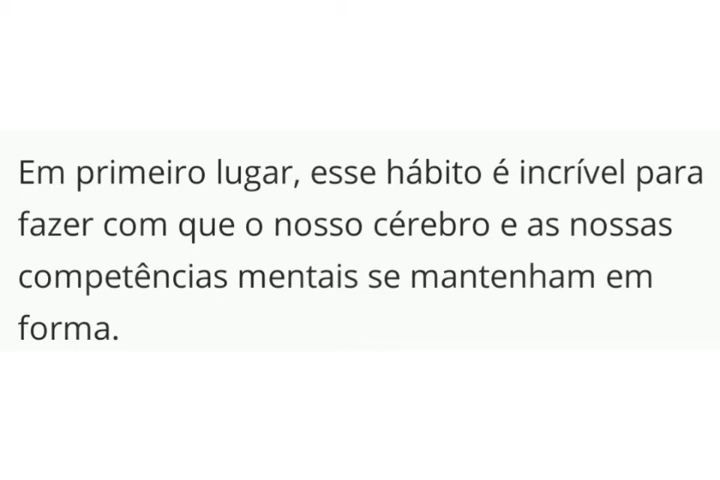 Em primeiro lugar, esse hábito é incrível para
fazer com que o nosso cérebro e as nossas
competências mentais se mantenham em
forma.